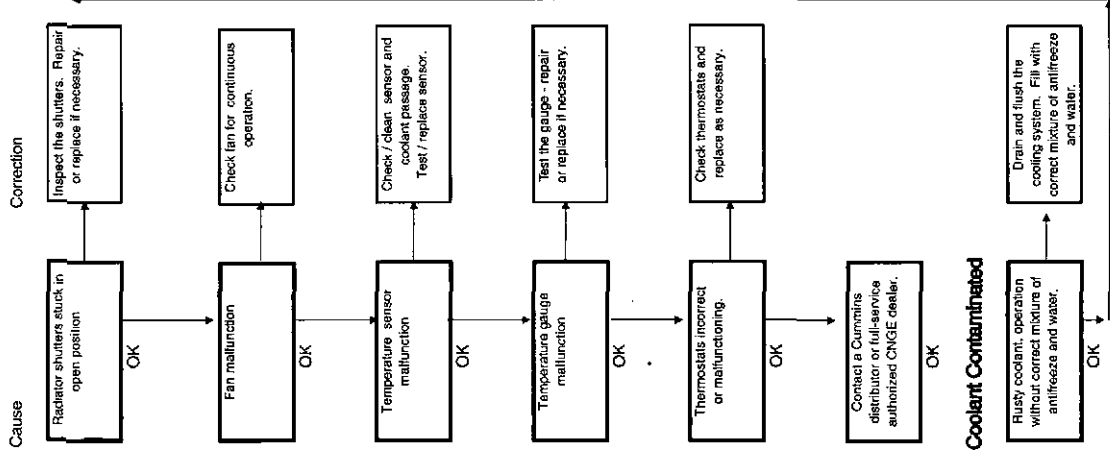 Cause
Correction
Radiator shutters stuck in
open position
Inspect the shutters. Repair
or replace if necessary.
OK
Fan malfunction
Check fan for continuous
operation.
OK
Temperature sensor
malfunction
Check / clean sensor and
coolant passage.
Test / replace sensor.
OK
Temperature gauge
malfunction
Test the gauge - repair
or replace if necessary.
OK
Thermostats incorrect
or malfunctioning.
Check thermostats and
replace as necessary.
OK
Contact a Cummins
distributor or full-service
authorized CNGE dealer.
OK
Coolant Contaminated
Rusty coolant, operation
without correct mixture of
antifreeze and water.
Drain and flush the
cooling system. Fill with
correct mixture of antifreeze
and water.
OK